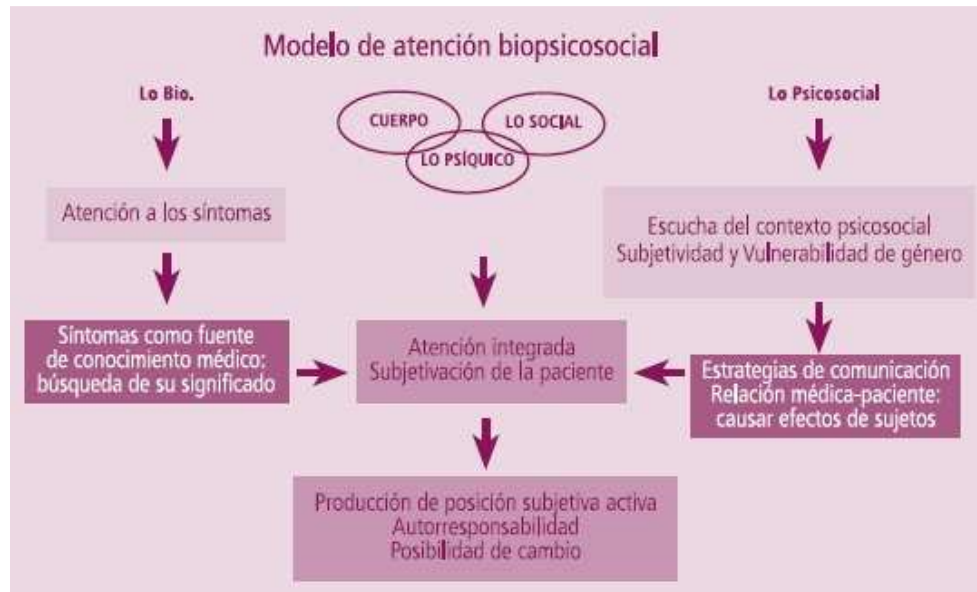 Modelo de atención biopsicosocial
Lo Bio.
CUERPO
LO SOCIAL
LO PSÍQUICO
Lo Psicosocial
Atención a los síntomas
Escucha del contexto psicosocial
Subjetividad y Vulnerabilidad de género
Síntomas como fuente
de conocimiento médico:
búsqueda de su significado
Atención integrada
Subjetivación de la paciente
Estrategias de comunicación
Relación médica-paciente:
causar efectos de sujetos
Producción de posición subjetiva activa
Autorresponsabilidad
Posibilidad de cambio